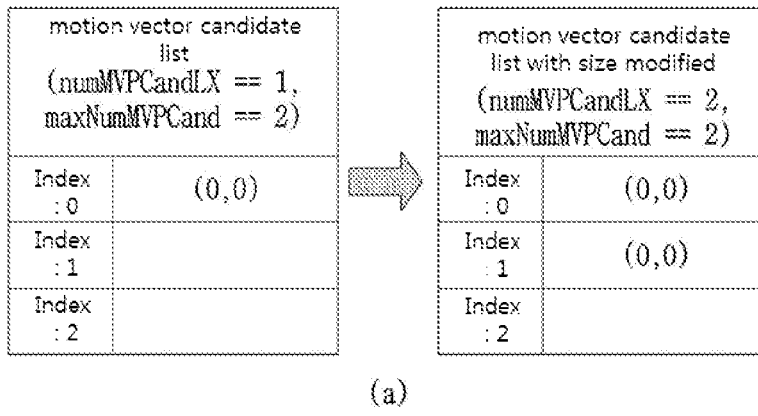 motion vector candidate
list
(numMVPCandLX == 1,
maxNumMVPCand == 2)
Index
: 0
(0,0)
Index
: 1
Index
: 2
motion vector candidate
list with size modified
(numMVPCandLX == 2,
maxNumMVPCand == 2)
Index
: 0
(0,0)
Index
: 1
(0,0)
Index
: 2
(a)